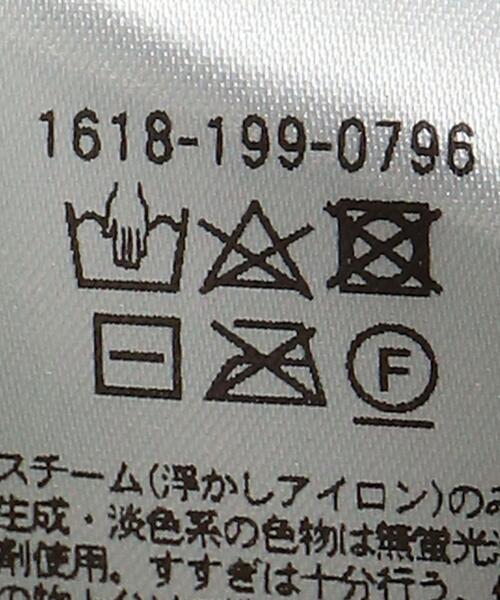 1618-199-0796
F
スチーム(浮かしアイロン)のみ
生成・淡色系の色物は無蛍光洗
剤使用。すすぎは十分行う。